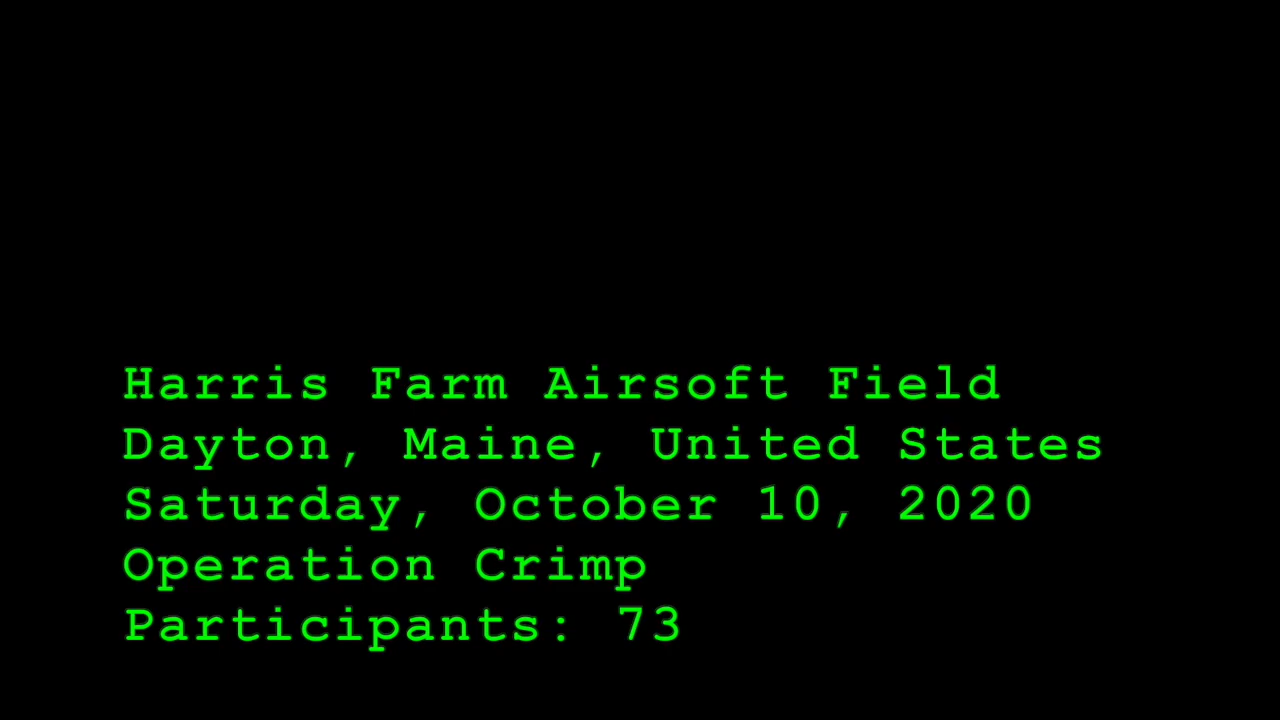 Harris Farm Airsoft Field
Dayton, Maine, United States
Saturday, October 10, 2020
Operation Crimp
Participants: 73